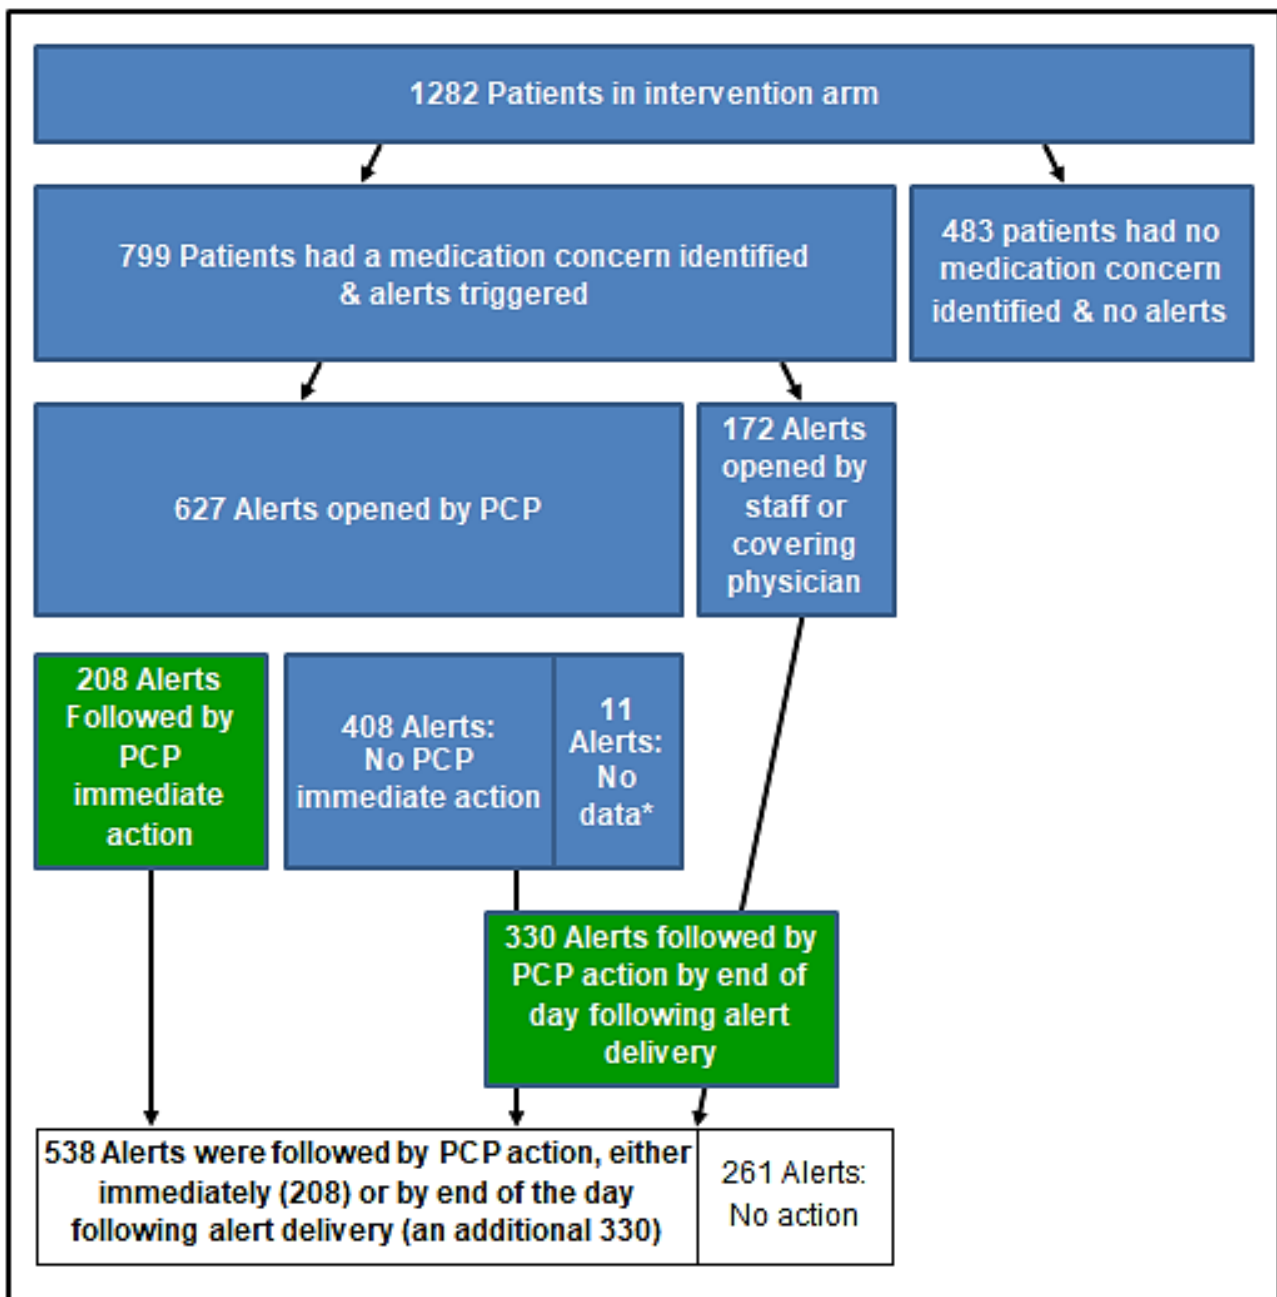 1282 Patients in intervention arm
799 Patients had a medication concern identified
& alerts triggered
483 patients had no
medication concern
identified & no alerts
627 Alerts opened by PCP
172 Alerts
opened by
staff or
covering
physician
208 Alerts
Followed by
PCP
immediate
action
408 Alerts:
No PCP
immediate action
11
Alerts:
No
data*
330 Alerts followed by
PCP action by end of
day following alert
delivery
538 Alerts were followed by PCP action, either
immediately (208) or by end of the day
following alert delivery (an additional 330)
261 Alerts:
No action